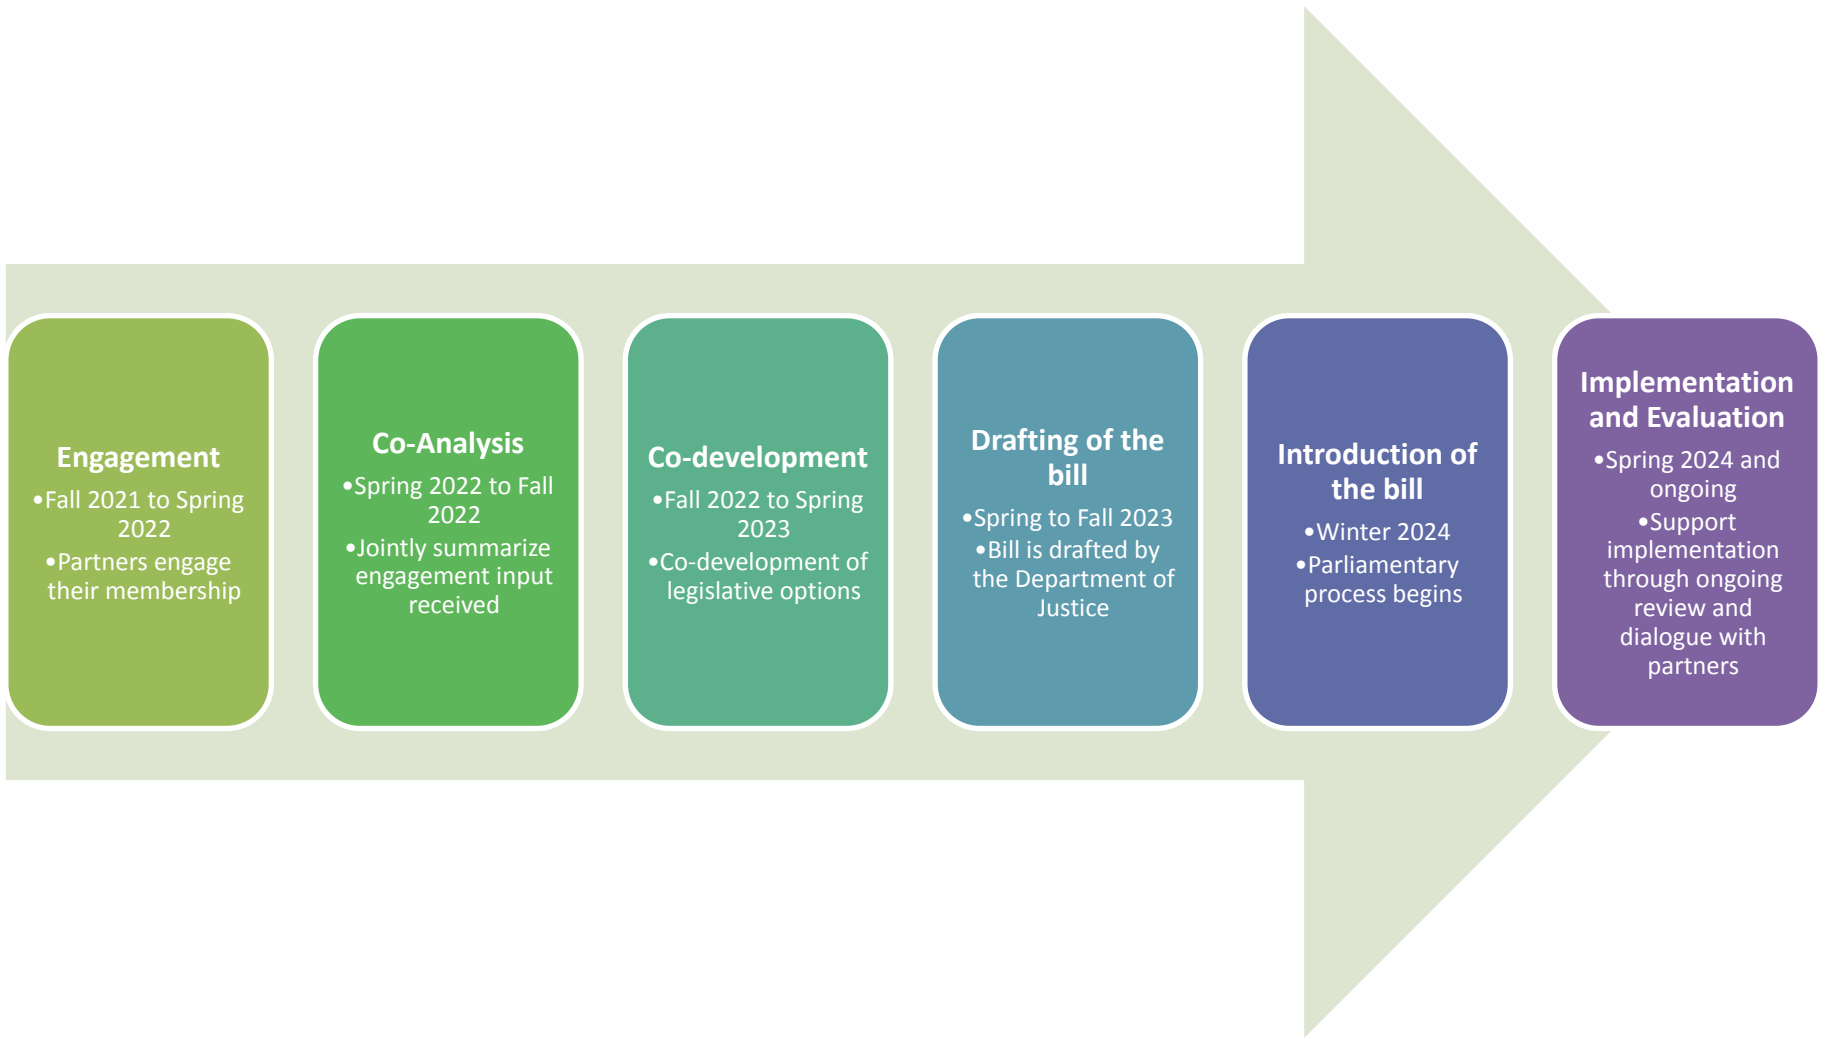 Engagement
•Fall 2021 to Spring
2022
•Partners engage
their membership
Co-Analysis
•Spring 2022 to Fall
2022
•Jointly summarize
engagement input
received
Co-development
•Fall 2022 to Spring
2023
•Co-development of
legislative options
Drafting of the
bill
•Spring to Fall 2023
•Bill is drafted by
the Department of
Justice
Introduction of
the bill
•Winter 2024
•Parliamentary
process begins
Implementation
and Evaluation
•Spring 2024 and
ongoing
•Support
implementation
through ongoing
review and
dialogue with
partners